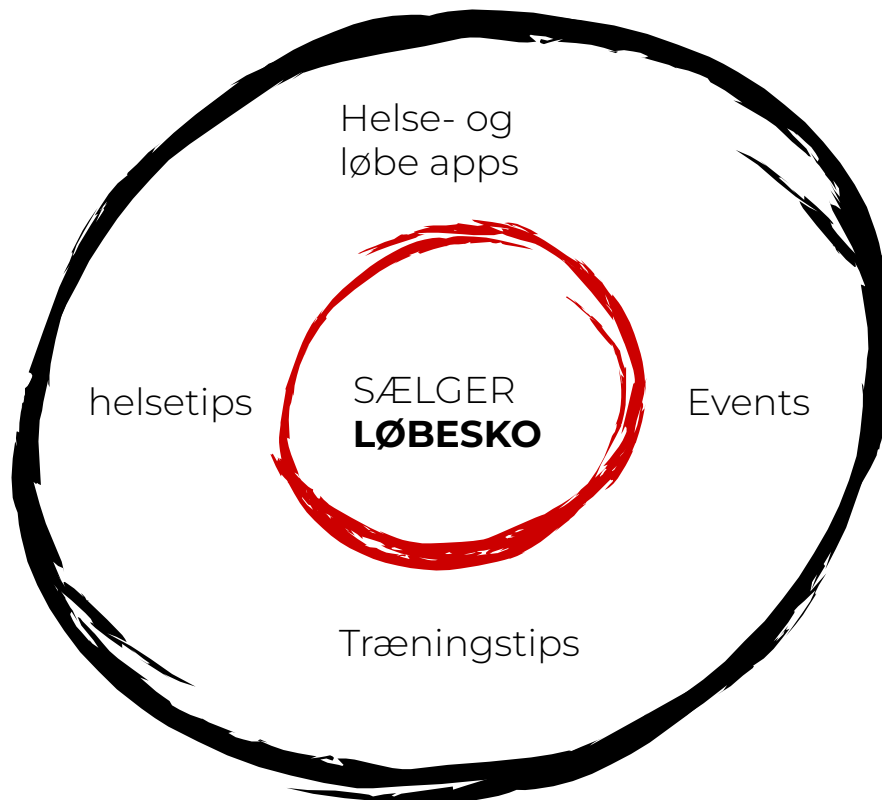 Helse- og
løbe apps
helsetips
SÆLGER
LØBESKO
Events
Træningstips